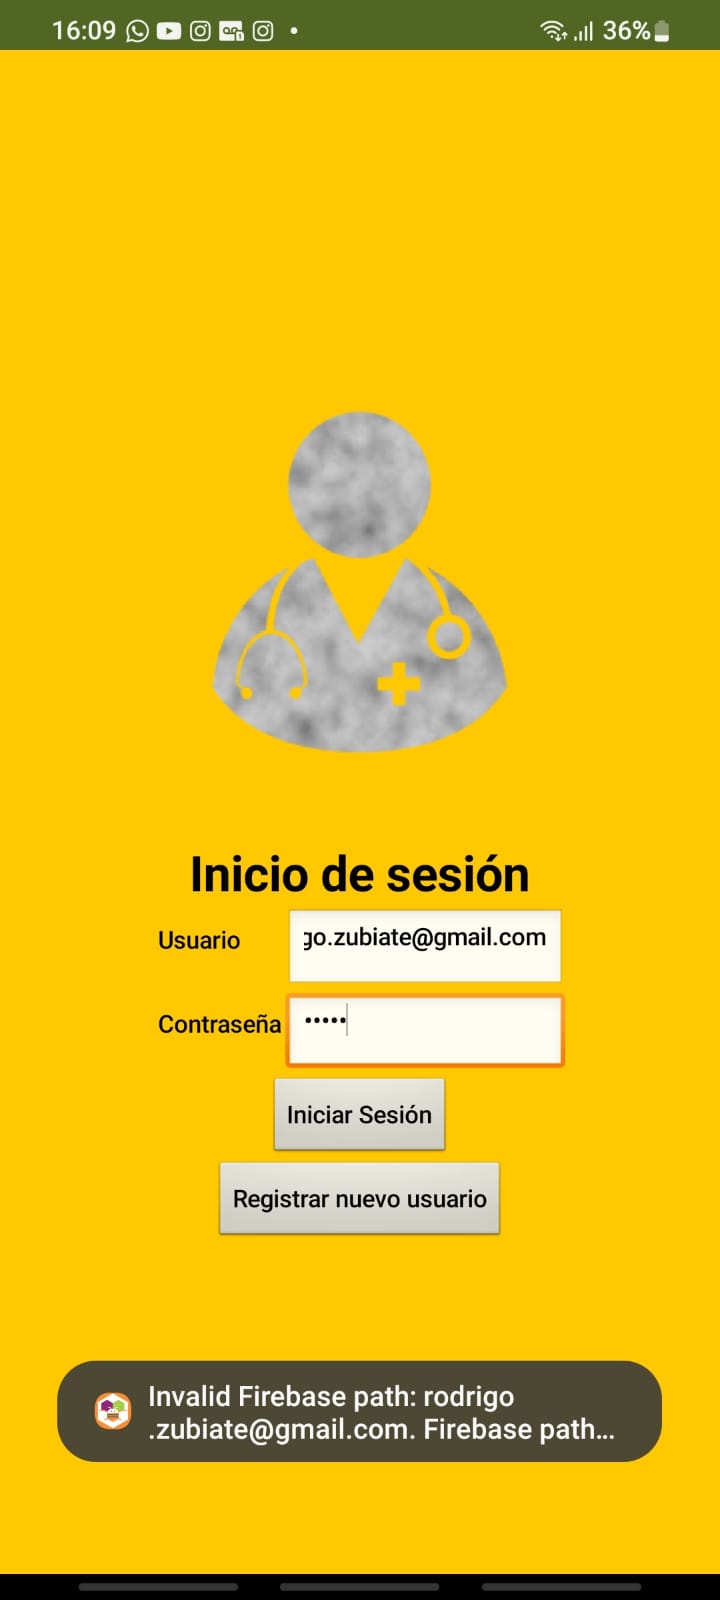 16:09 36%
Inicio de sesión
Usuario go.zubiate@gmail.com
Contraseña •••••
Iniciar Sesión
Registrar nuevo usuario
Invalid Firebase path: rodrigo
.zubiate@gmail.com. Firebase path...